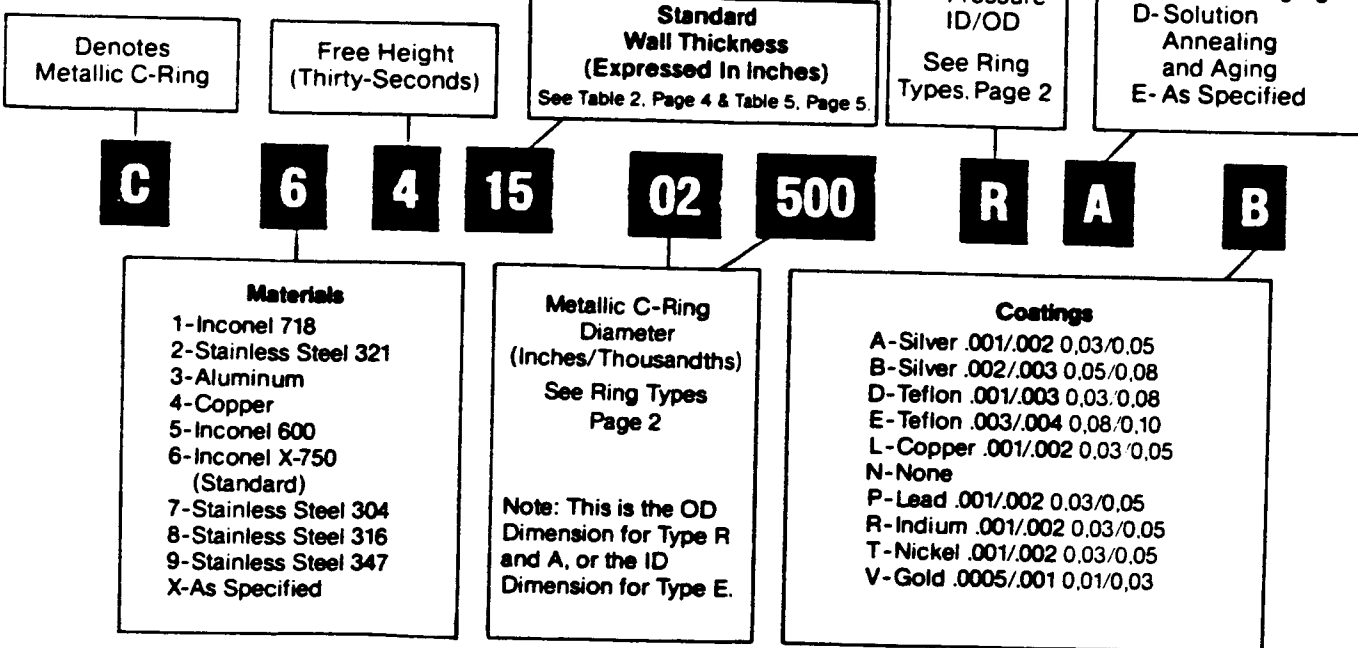 Denotes
Metallic C-Ring
Free Height
(Thirty-Seconds)
Standard
Wall Thickness
(Expressed In Inches)
See Table 2, Page 4 & Table 5, Page 5.
Pressure
ID/OD
See Ring
Types, Page 2
D-Solution
Annealing
and Aging
E-As Specified
C 6 4 15 02 500 R A B
Materials
1-Inconel 718
2-Stainless Steel 321
3-Aluminum
4-Copper
5-Inconel 600
6-Inconel X-750
(Standard)
7-Stainless Steel 304
8-Stainless Steel 316
9-Stainless Steel 347
X-As Specified
Metallic C-Ring
Diameter
(Inches/Thousandths)
See Ring Types
Page 2
Note: This is the OD
Dimension for Type R
and A, or the ID
Dimension for Type E.
Coatings
A-Silver .001/.002 0,03/0,05
B-Silver .002/.003 0,05/0,08
D-Teflon .001/.003 0,03/0,08
E-Teflon .003/.004 0,08/0,10
L-Copper .001/.002 0,03/0,05
N-None
P-Lead .001/.002 0,03/0,05
R-Indium .001/.002 0,03/0,05
T-Nickel .001/.002 0,03/0,05
V-Gold .0005/.001 0,01/0,03